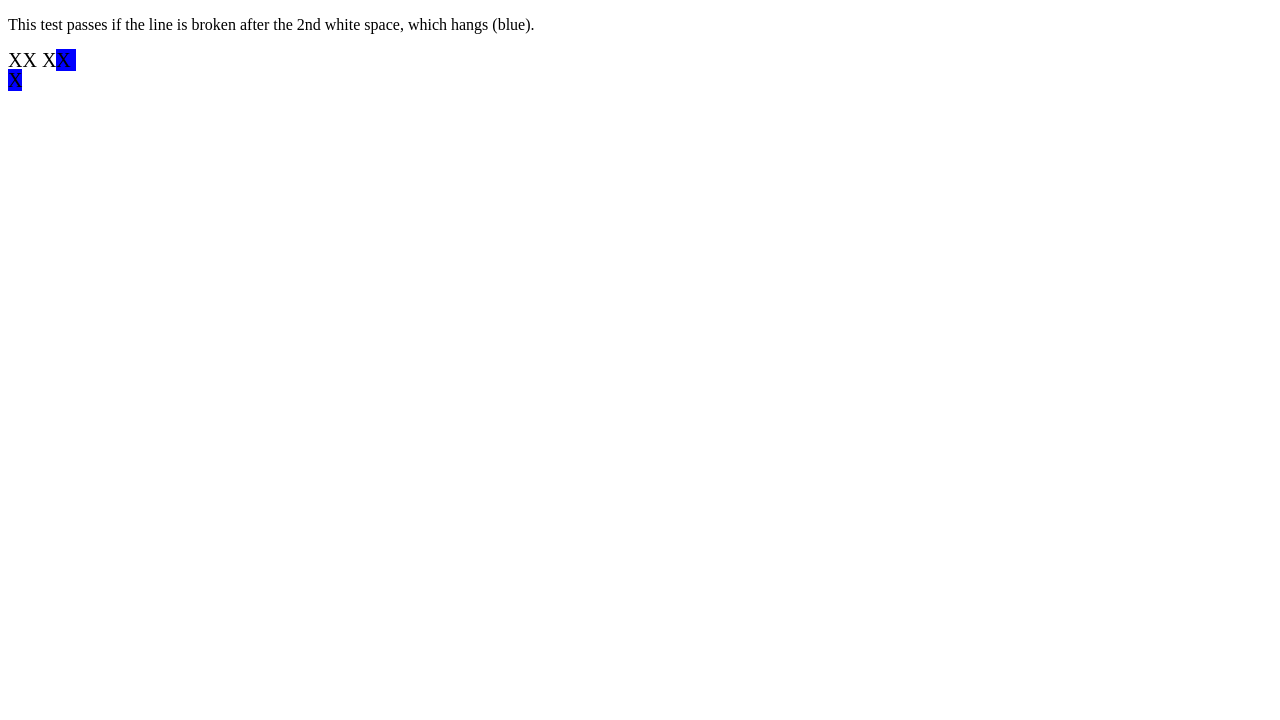 This test passes if the line is broken after the 2nd white space, which hangs (blue).
XX XX
X